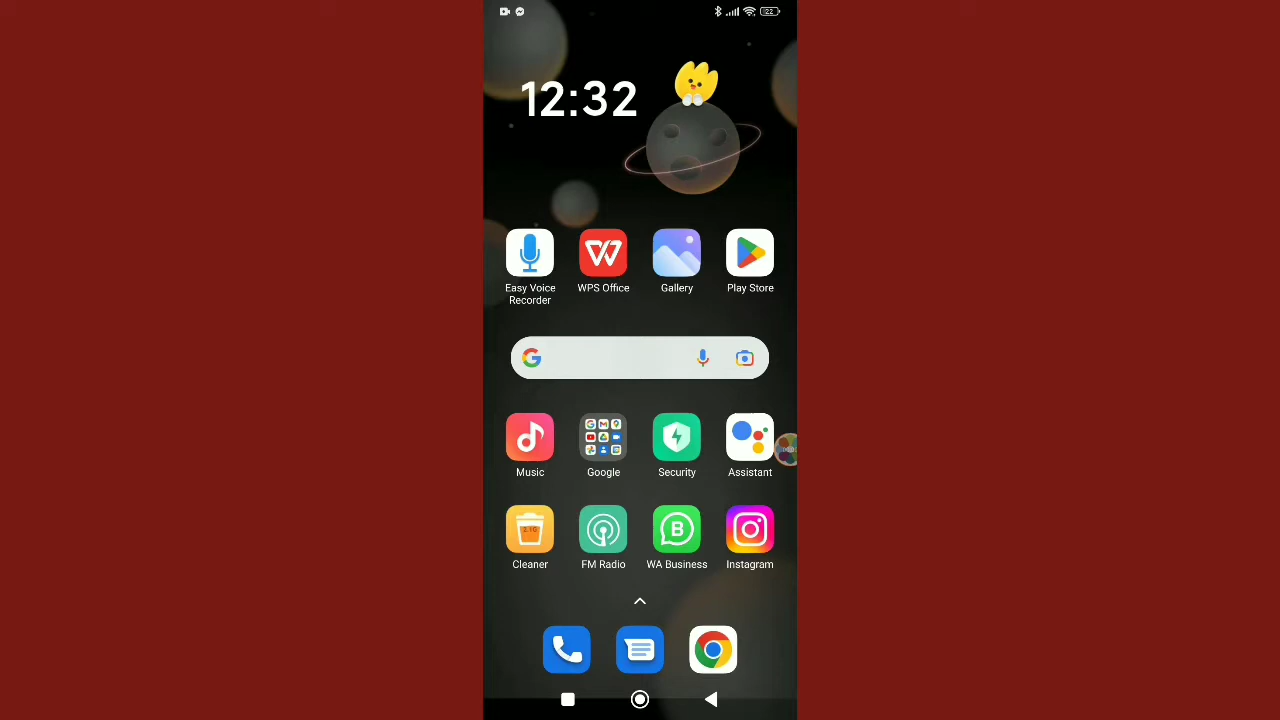 22
12:32
Easy Voice
Recorder
WPS Office
Gallery
Play Store
Music
Google
Security
Assistant
Cleaner
FM Radio
WA Business
Instagram